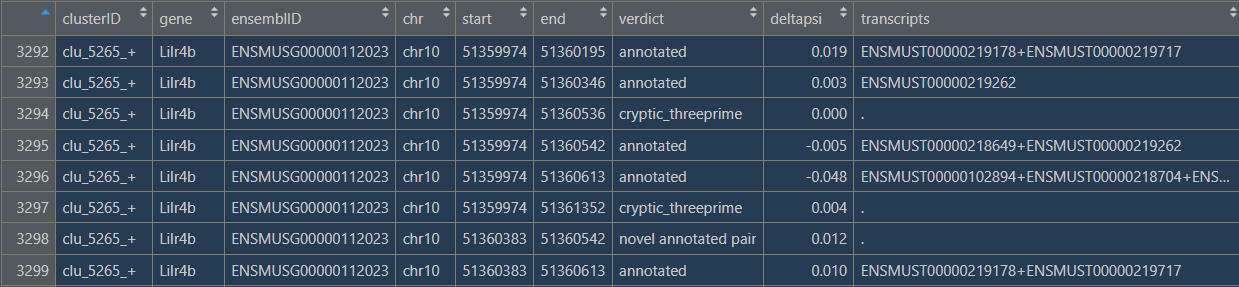 clusterID gene ensemblID chr start end verdict deltapsi transcripts
3292 clu_5265_+ Lilr4b ENSMUSG00000112023 chr10 51359974 51360195 annotated 0.019 ENSMUST00000219178+ENSMUST00000219717
3293 clu_5265_+ Lilr4b ENSMUSG00000112023 chr10 51359974 51360346 annotated 0.003 ENSMUST00000219262
3294 clu_5265_+ Lilr4b ENSMUSG00000112023 chr10 51359974 51360536 cryptic_threeprime 0.000 .
3295 clu_5265_+ Lilr4b ENSMUSG00000112023 chr10 51359974 51360542 annotated -0.005 ENSMUST00000218649+ENSMUST00000219262
3296 clu_5265_+ Lilr4b ENSMUSG00000112023 chr10 51359974 51360613 annotated -0.048 ENSMUST00000102894+ENSMUST00000218704+ENS...
3297 clu_5265_+ Lilr4b ENSMUSG00000112023 chr10 51359974 51361352 cryptic_threeprime 0.004 .
3298 clu_5265_+ Lilr4b ENSMUSG00000112023 chr10 51360383 51360542 novel annotated pair 0.012 .
3299 clu_5265_+ Lilr4b ENSMUSG00000112023 chr10 51360383 51360613 annotated 0.010 ENSMUST00000219178+ENSMUST00000219717